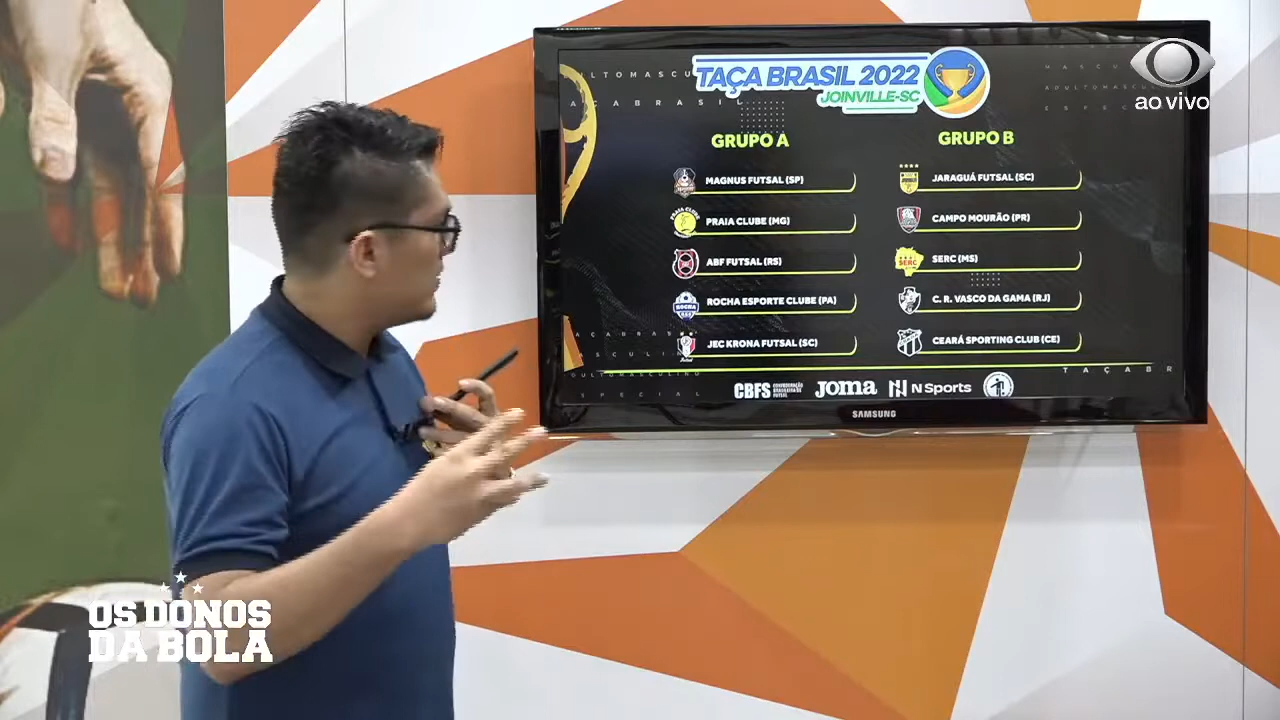 TAÇA BRASIL 2022
JOINVILLE-SC
ao vivo
GRUPO A
MAGNUS FUTSAL (SP)
PRAIA CLUBE (MG)
ABF FUTSAL (RS)
ROCHA ESPORTE CLUBE (PA)
JEC KRONA FUTSAL (SC)
GRUPO B
JARAGUÁ FUTSAL (SC)
CAMPO MOURÃO (PR)
SERC
SERC (MS)
C. R. VASCO DA GAMA (RJ)
CEARÁ SPORTING CLUB (CE)
CBFS
Joma
N Sports
SAMSUNG
OS DONOS
DA BOLA